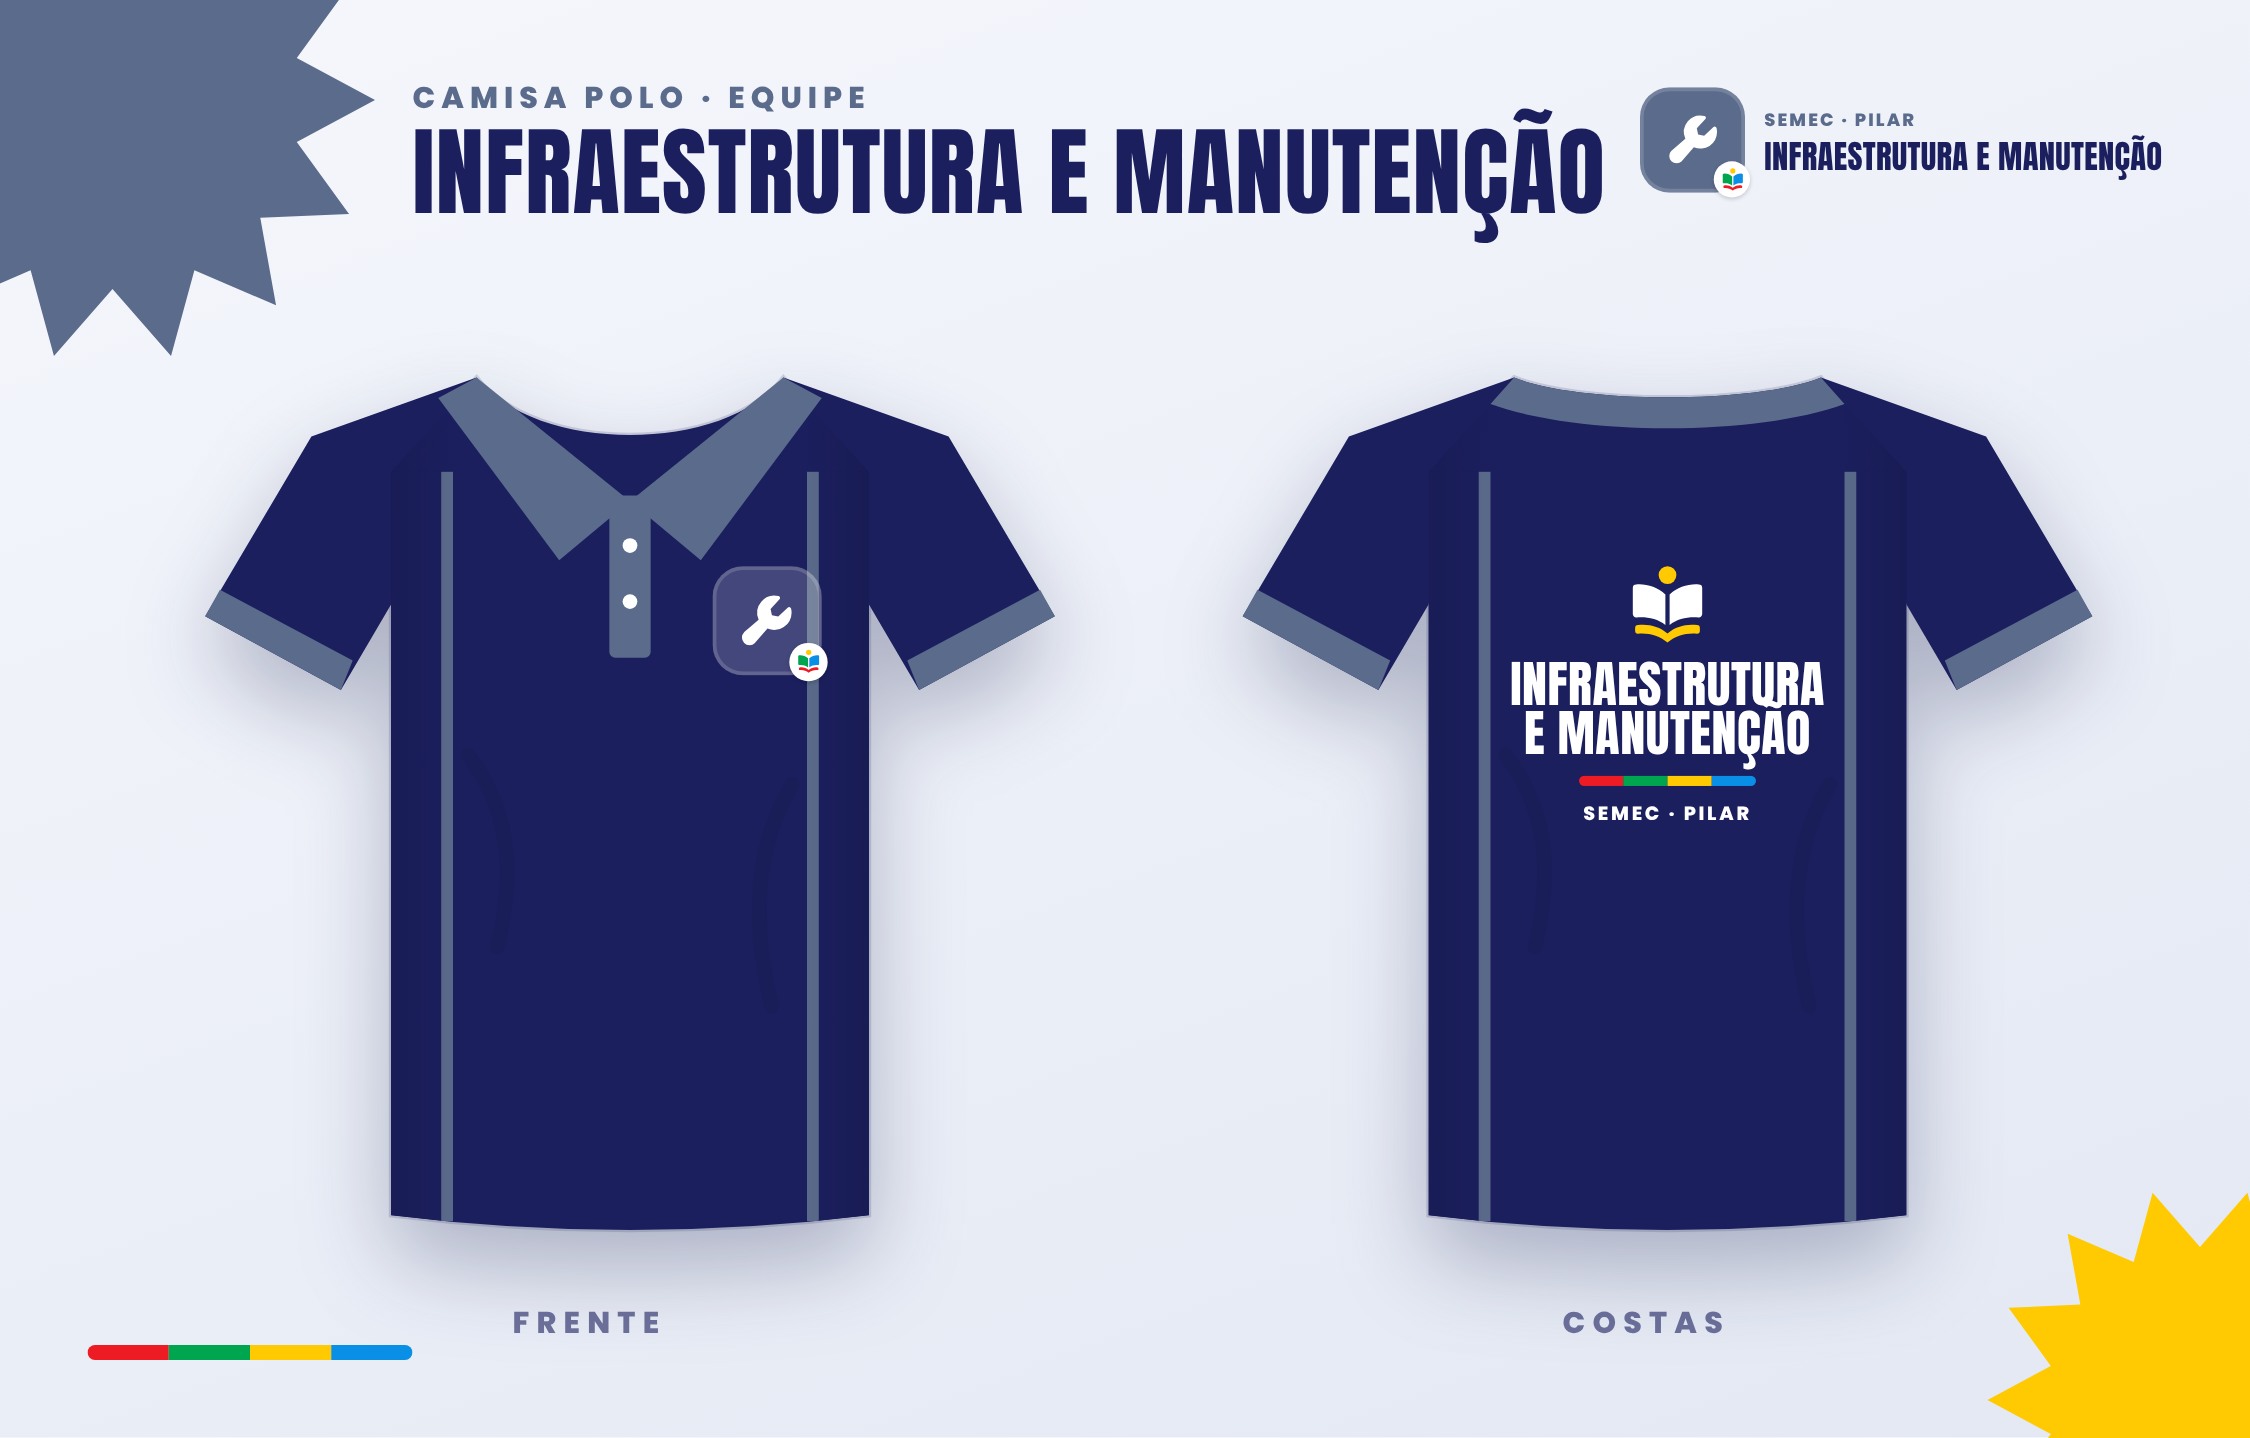 CAMISA POLO · EQUIPE
INFRAESTRUTURA E MANUTENÇÃO
SEMEC · PILAR
INFRAESTRUTURA E MANUTENÇÃO
INFRAESTRUTURA
E MANUTENÇÃO
SEMEC · PILAR
FRENTE
COSTAS